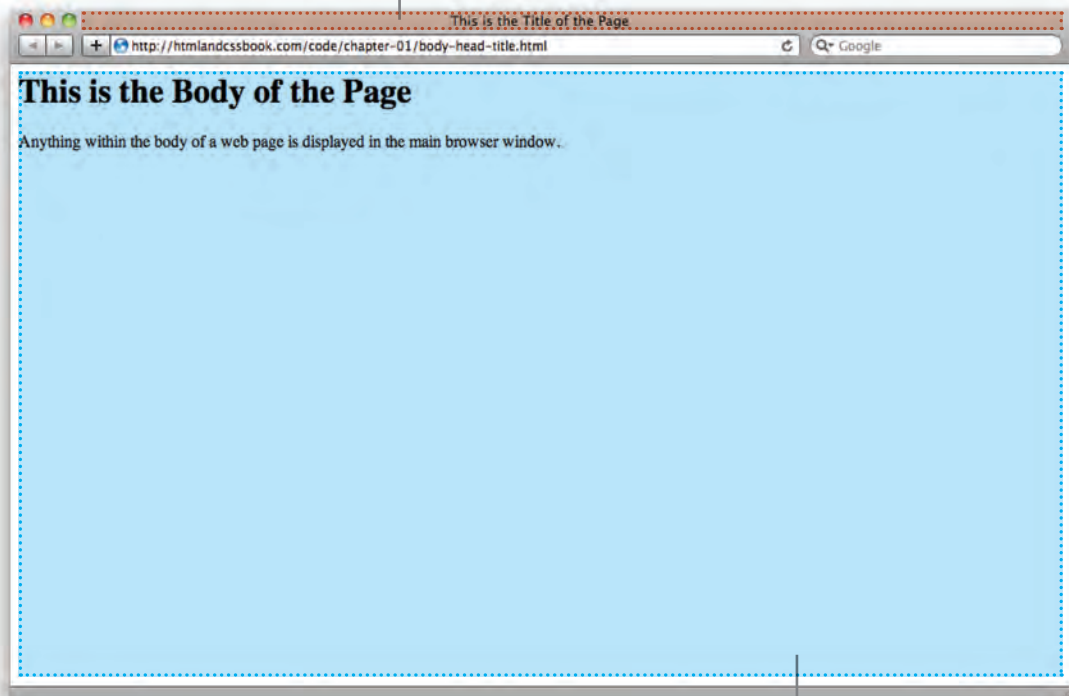 This is the Title of the Page
http://htmlandcssbook.com/code/chapter-01/body-head-title.html
Google
This is the Body of the Page
Anything within the body of a web page is displayed in the main browser window.